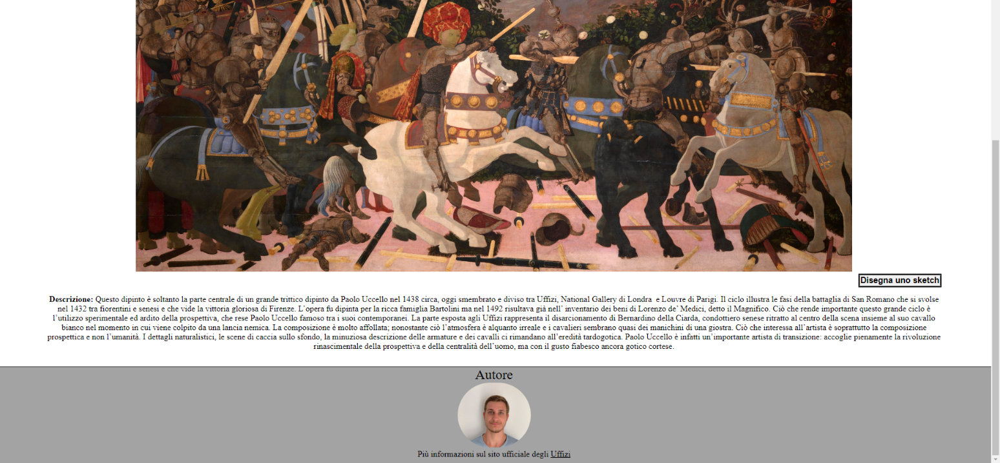 Disegna uno sketch
Descrizione: Questo dipinto è soltanto la parte centrale di un grande trittico dipinto da Paolo Uccello nel 1438 circa, oggi smembrato e diviso tra Uffizi, National Gallery di Londra  e Louvre di Parigi. Il ciclo illustra le fasi della battaglia di San Romano che si svolse
nel 1432 tra fiorentini e senesi e che vide la vittoria gloriosa di Firenze. L’opera fu dipinta per la ricca famiglia Bartolini ma nel 1492 risultava già nell’ inventario dei beni di Lorenzo de’ Medici, detto il Magnifico. Ciò che rende importante questo grande ciclo è
l’utilizzo sperimentale ed ardito della prospettiva, che rese Paolo Uccello famoso tra i suoi contemporanei. La parte esposta agli Uffizi rappresenta il disarcionamento di Bernardino della Ciarda, condottiero senese ritratto al centro della scena insieme al suo cavallo
bianco nel momento in cui viene colpito da una lancia nemica. La composizione è molto affollata; nonostante ciò l’atmosfera è alquanto irreale e i cavalieri sembrano quasi dei manichini di una giostra. Ciò che interessa all’artista è soprattutto la composizione
prospettica e non l’umanità. I dettagli naturalistici, le scene di caccia sullo sfondo, la minuziosa descrizione delle armature e dei cavalli ci rimandano all’eredità tardogotica. Paolo Uccello è infatti un’importante artista di transizione: accoglie pienamente la rivoluzione
rinascimentale della prospettiva e della centralità dell’uomo, ma con il gusto fiabesco ancora gotico cortese.
Autore
Più informazioni sul sito ufficiale degli Uffizi